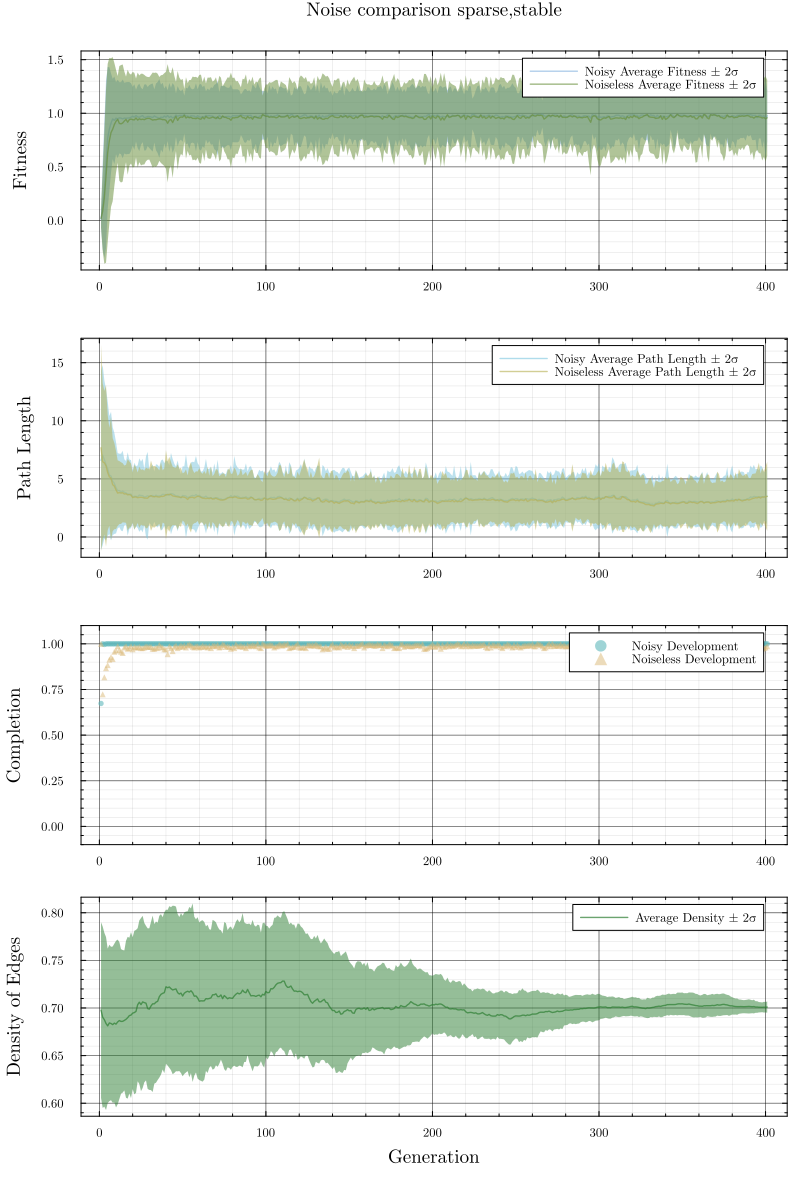 Noise comparison sparse,stable
1.5
1.0
0.5
0.0
Fitness
Noisy Average Fitness ± 2σ
Noiseless Average Fitness ± 2σ
0 100 200 300 400
15
10
5
0
Path Length
Noisy Average Path Length ± 2σ
Noiseless Average Path Length ± 2σ
0 100 200 300 400
1.00
0.75
0.50
0.25
0.00
Completion
Noisy Development
Noiseless Development
0 100 200 300 400
0.80
0.75
0.70
0.65
0.60
Density of Edges
Average Density ± 2σ
0 100 200 300 400
Generation